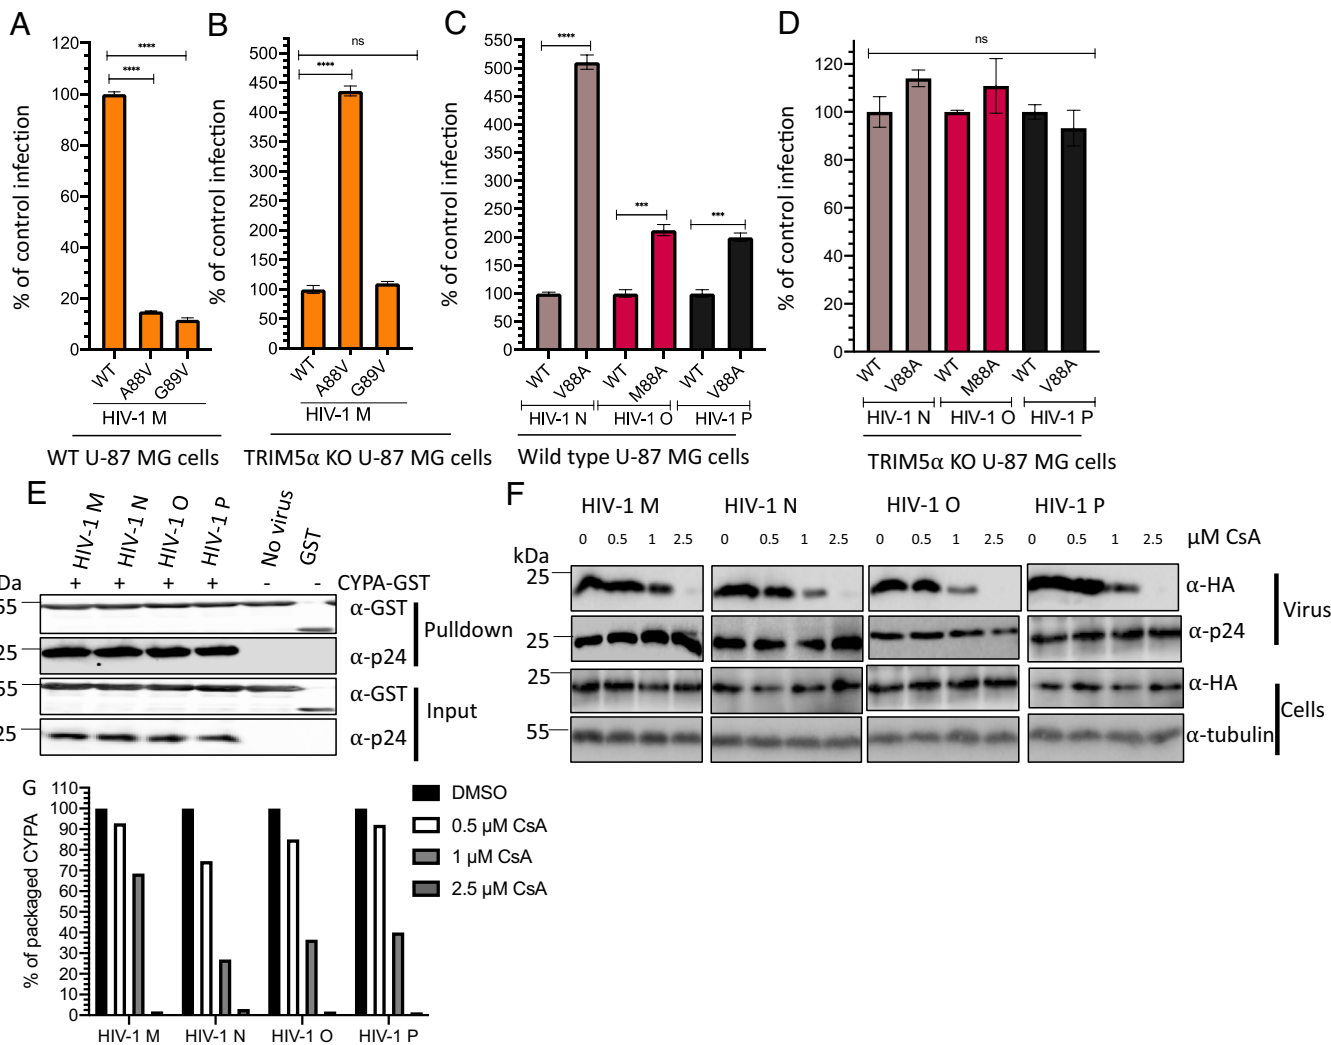 A
% of control infection
120
100
80
60
40
20
0
****
****
WT
A88V
G89V
HIV-1 M
WT U-87 MG cells
B
% of control infection
500
450
400
350
300
250
200
150
100
50
0
ns
****
WT
A88V
G89V
HIV-1 M
TRIM5α KO U-87 MG cells
C
% of control infection
550
500
450
400
350
300
250
200
150
100
50
0
****
***
***
WT
V88A
WT
M88A
WT
V88A
HIV-1 N
HIV-1 O
HIV-1 P
Wild type U-87 MG cells
D
% of control infection
120
100
80
60
40
20
0
ns
WT
V88A
WT
M88A
WT
V88A
HIV-1 N
HIV-1 O
HIV-1 P
TRIM5α KO U-87 MG cells
E
HIV-1 M
HIV-1 N
HIV-1 O
HIV-1 P
No virus
GST
Da + + + + - - CYPA-GST
55 α-GST
25 α-p24
Pulldown
55 α-GST
25 α-p24
Input
F
HIV-1 M HIV-1 N HIV-1 O HIV-1 P
0 0.5 1 2.5 0 0.5 1 2.5 0 0.5 1 2.5 0 0.5 1 2.5 μM CsA
kDa
25 α-HA
25 α-p24
Virus
25 α-HA
55 α-tubulin
Cells
G
% of packaged CYPA
110
100
90
80
70
60
50
40
30
20
10
0
HIV-1 M HIV-1 N HIV-1 O HIV-1 P
DMSO
0.5 μM CsA
1 μM CsA
2.5 μM CsA